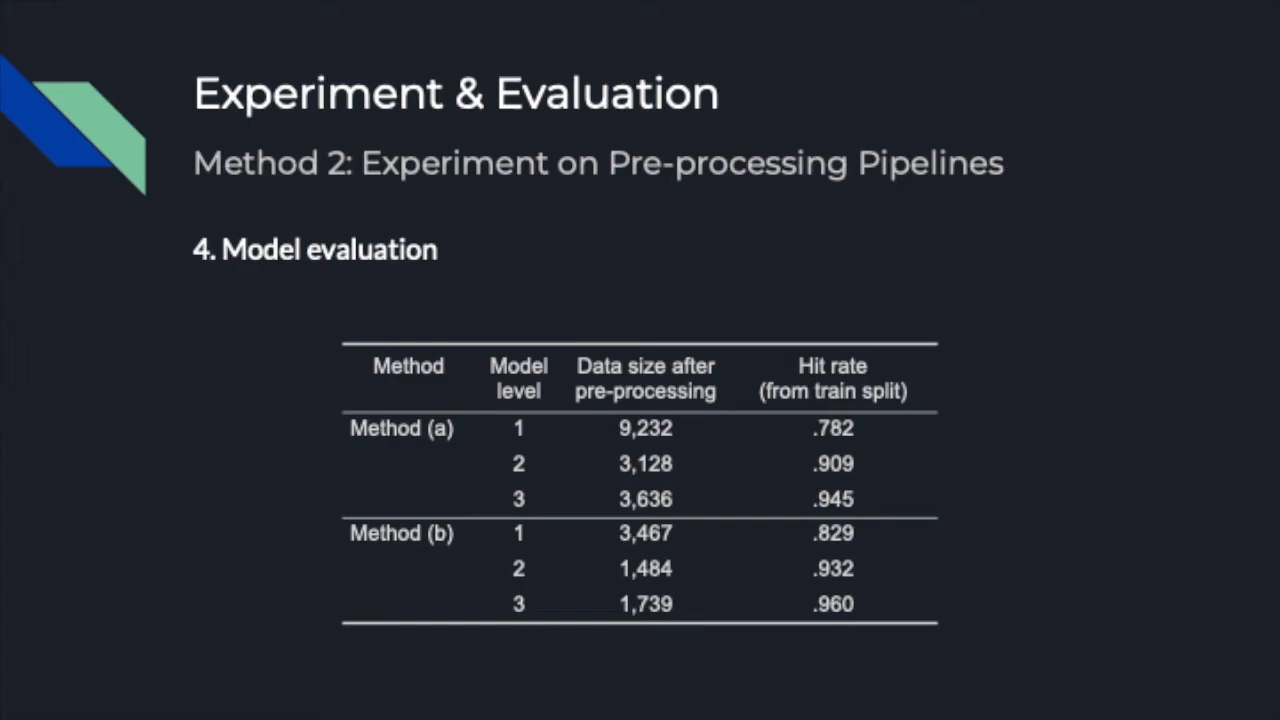 Experiment & Evaluation
Method 2: Experiment on Pre-processing Pipelines
4. Model evaluation
Method Model level Data size after pre-processing Hit rate (from train split)
Method (a) 1 9,232 .782
2 3,128 .909
3 3,636 .945
Method (b) 1 3,467 .829
2 1,484 .932
3 1,739 .960